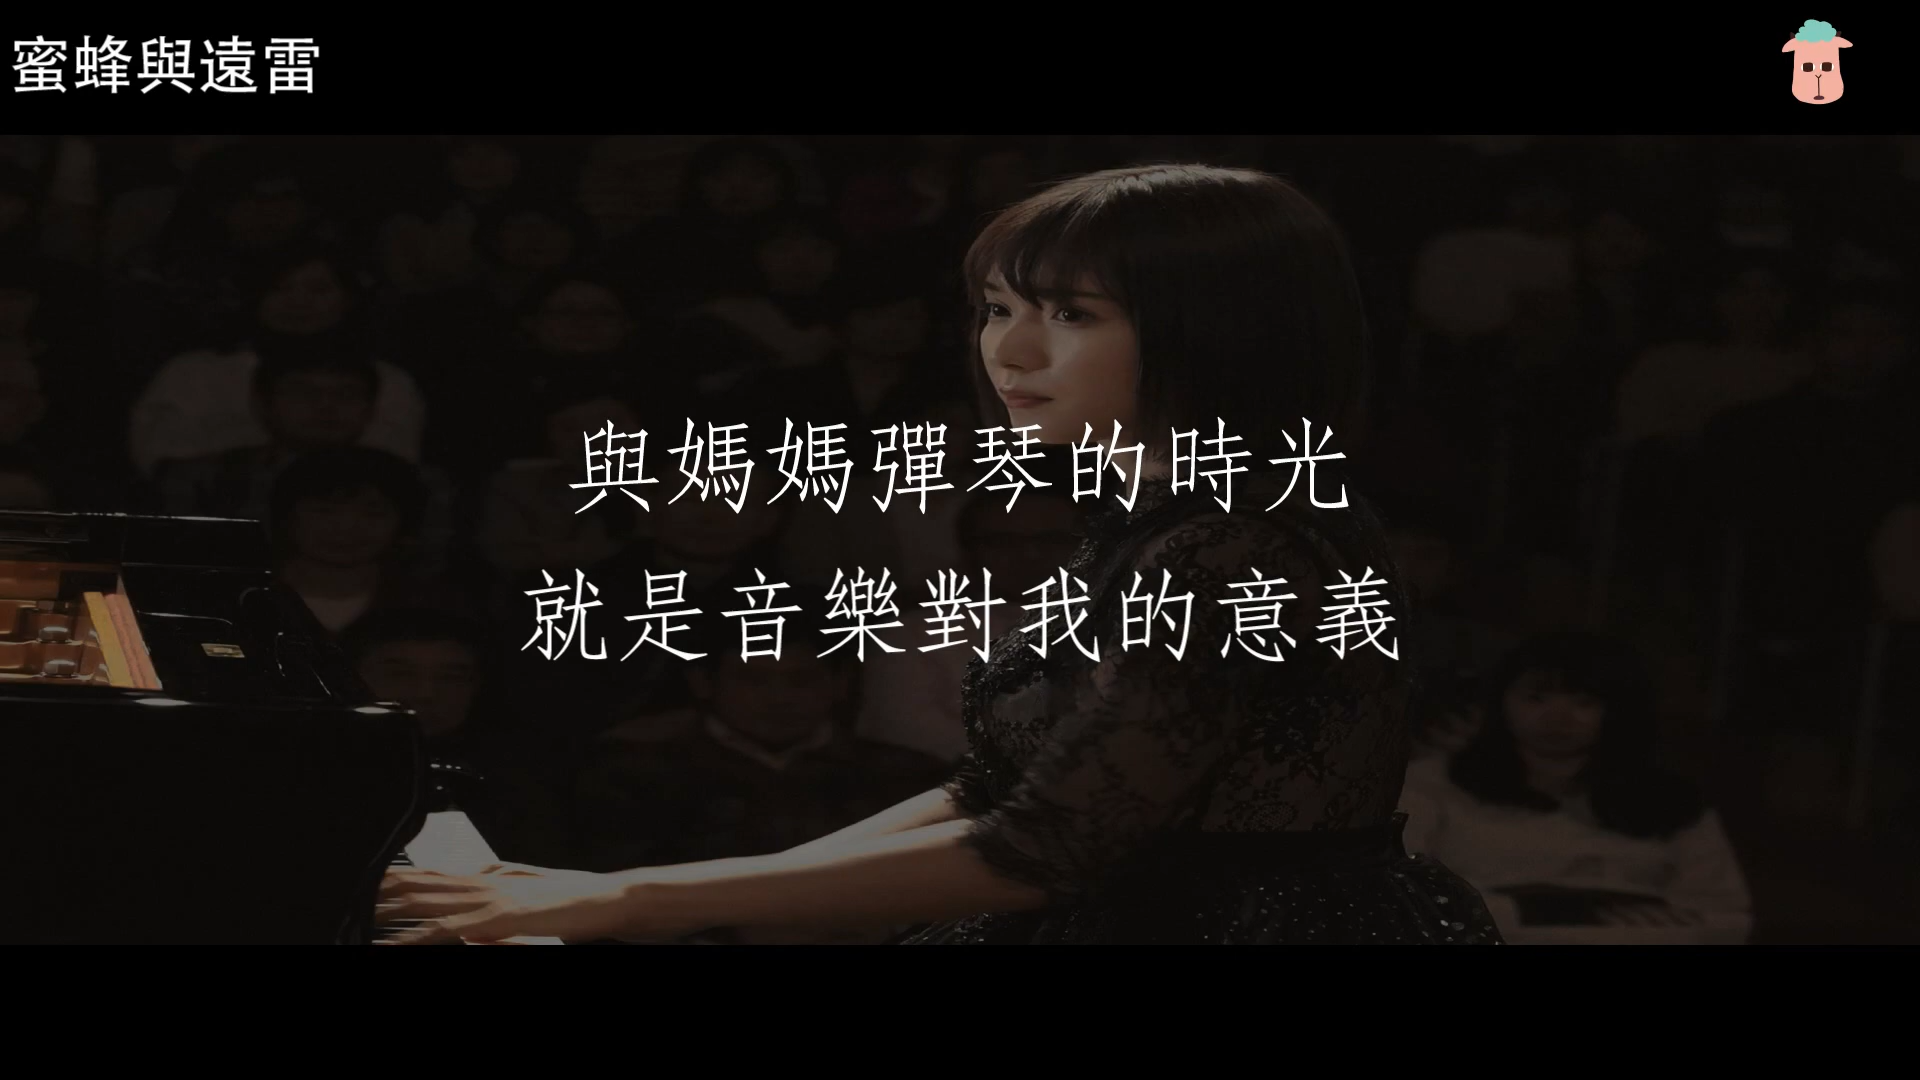 蜜蜂與遠雷
與媽媽彈琴的時光
就是音樂對我的意義